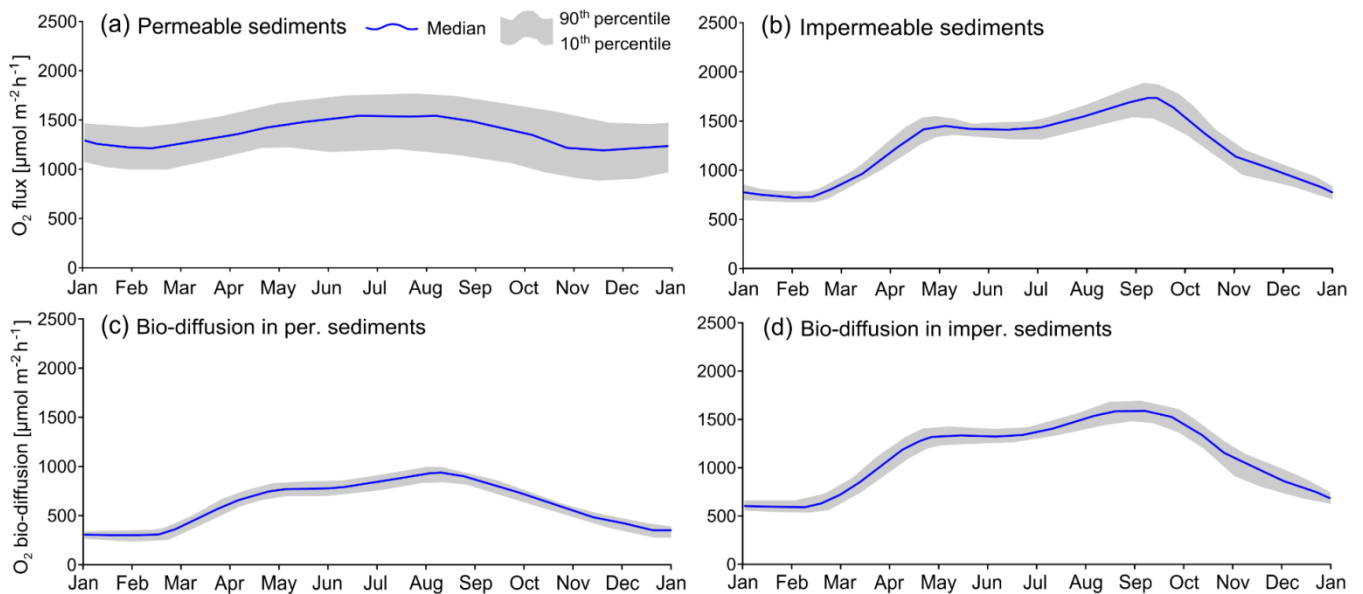 (a) Permeable sediments
Median
90th percentile
10th percentile
O2 flux [µmol m-2 h-1]
2500
2000
1500
1000
500
0
Jan Feb Mar Apr May Jun Jul Aug Sep Oct Nov Dec Jan
(b) Impermeable sediments
2500
2000
1500
1000
500
0
Jan Feb Mar Apr May Jun Jul Aug Sep Oct Nov Dec Jan
(c) Bio-diffusion in per. sediments
O2 bio-diffusion [µmol m-2 h-1]
2500
2000
1500
1000
500
0
Jan Feb Mar Apr May Jun Jul Aug Sep Oct Nov Dec Jan
(d) Bio-diffusion in imper. sediments
2500
2000
1500
1000
500
0
Jan Feb Mar Apr May Jun Jul Aug Sep Oct Nov Dec Jan